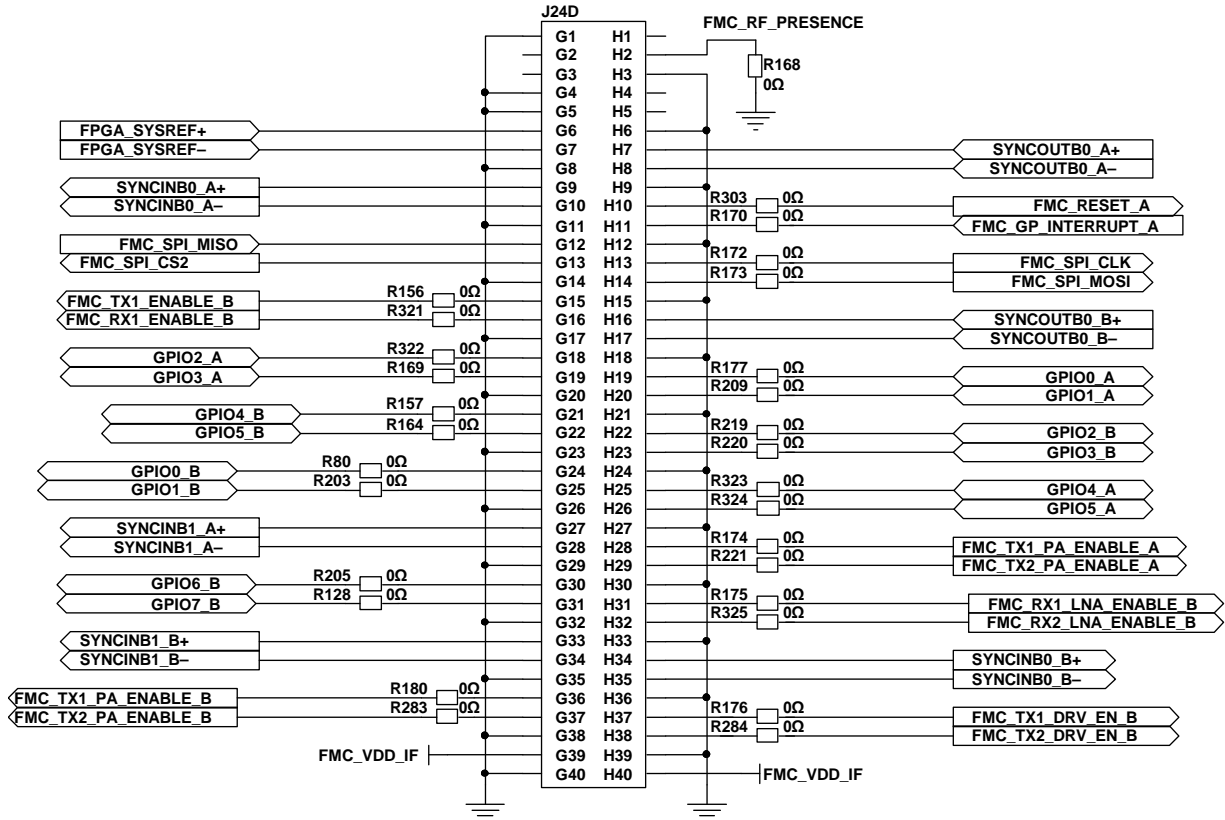 J24D
FMC_RF_PRESENCE
G1 H1
G2 H2
G3 H3 R168
G4 H4 0Ω
G5 H5
FPGA_SYSREF+ G6 H6
FPGA_SYSREF– G7 H7 SYNCOUTB0_A+
G8 H8 SYNCOUTB0_A–
SYNCINB0_A+ G9 H9
SYNCINB0_A– G10 H10 R303 0Ω FMC_RESET_A
G11 H11 R170 0Ω FMC_GP_INTERRUPT_A
FMC_SPI_MISO G12 H12
FMC_SPI_CS2 G13 H13 R172 0Ω FMC_SPI_CLK
G14 H14 R173 0Ω FMC_SPI_MOSI
FMC_TX1_ENABLE_B R156 0Ω G15 H15
FMC_RX1_ENABLE_B R321 0Ω G16 H16 SYNCOUTB0_B+
G17 H17 SYNCOUTB0_B–
GPIO2_A R322 0Ω G18 H18
GPIO3_A R169 0Ω G19 H19 R177 0Ω GPIO0_A
G20 H20 R209 0Ω GPIO1_A
GPIO4_B R157 0Ω G21 H21
GPIO5_B R164 0Ω G22 H22 R219 0Ω GPIO2_B
G23 H23 R220 0Ω GPIO3_B
GPIO0_B R80 0Ω G24 H24
GPIO1_B R203 0Ω G25 H25 R323 0Ω GPIO4_A
G26 H26 R324 0Ω GPIO5_A
SYNCINB1_A+ G27 H27
SYNCINB1_A– G28 H28 R174 0Ω FMC_TX1_PA_ENABLE_A
G29 H29 R221 0Ω FMC_TX2_PA_ENABLE_A
GPIO6_B R205 0Ω G30 H30
GPIO7_B R128 0Ω G31 H31 R175 0Ω FMC_RX1_LNA_ENABLE_B
G32 H32 R325 0Ω FMC_RX2_LNA_ENABLE_B
SYNCINB1_B+ G33 H33
SYNCINB1_B– G34 H34 SYNCINB0_B+
G35 H35 SYNCINB0_B–
FMC_TX1_PA_ENABLE_B R180 0Ω G36 H36
FMC_TX2_PA_ENABLE_B R283 0Ω G37 H37 R176 0Ω FMC_TX1_DRV_EN_B
G38 H38 R284 0Ω FMC_TX2_DRV_EN_B
FMC_VDD_IF G39 H39
G40 H40 FMC_VDD_IF